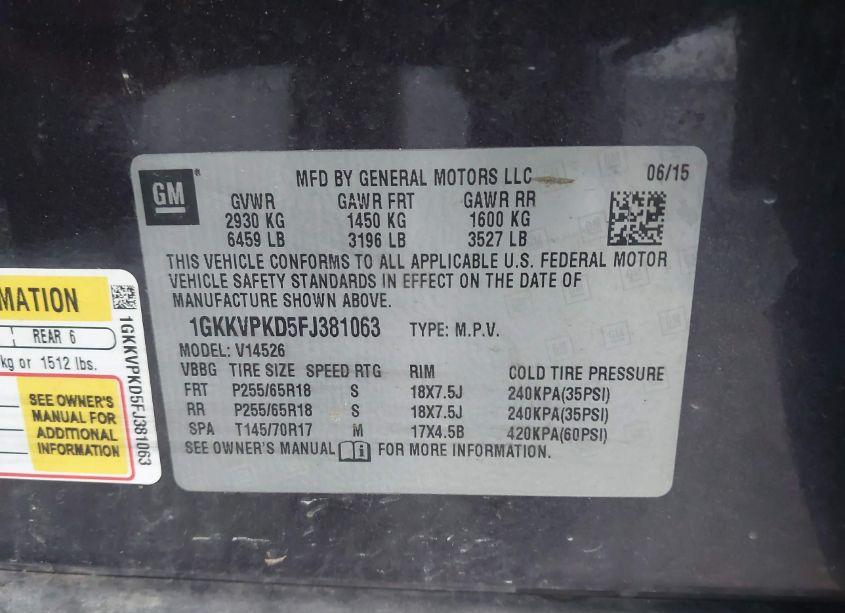 GM
MFD BY GENERAL MOTORS LLC 06/15
GVWR GAWR FRT GAWR RR
2930 KG 1450 KG 1600 KG
6459 LB 3196 LB 3527 LB
THIS VEHICLE CONFORMS TO ALL APPLICABLE U.S. FEDERAL MOTOR
VEHICLE SAFETY STANDARDS IN EFFECT ON THE DATE OF
MANUFACTURE SHOWN ABOVE.
1GKKVPKD5FJ381063 TYPE: M.P.V.
MODEL: V14526
VBBG TIRE SIZE SPEED RTG RIM COLD TIRE PRESSURE
FRT P255/65R18 S 18X7.5J 240KPA(35PSI)
RR P255/65R18 S 18X7.5J 240KPA(35PSI)
SPA T145/70R17 M 17X4.5B 420KPA(60PSI)
SEE OWNER'S MANUAL FOR MORE INFORMATION.
MATION
REAR 6
kg or 1512 lbs.
SEE OWNER'S
MANUAL FOR
ADDITIONAL
INFORMATION
1GKKVPKD5FJ381063